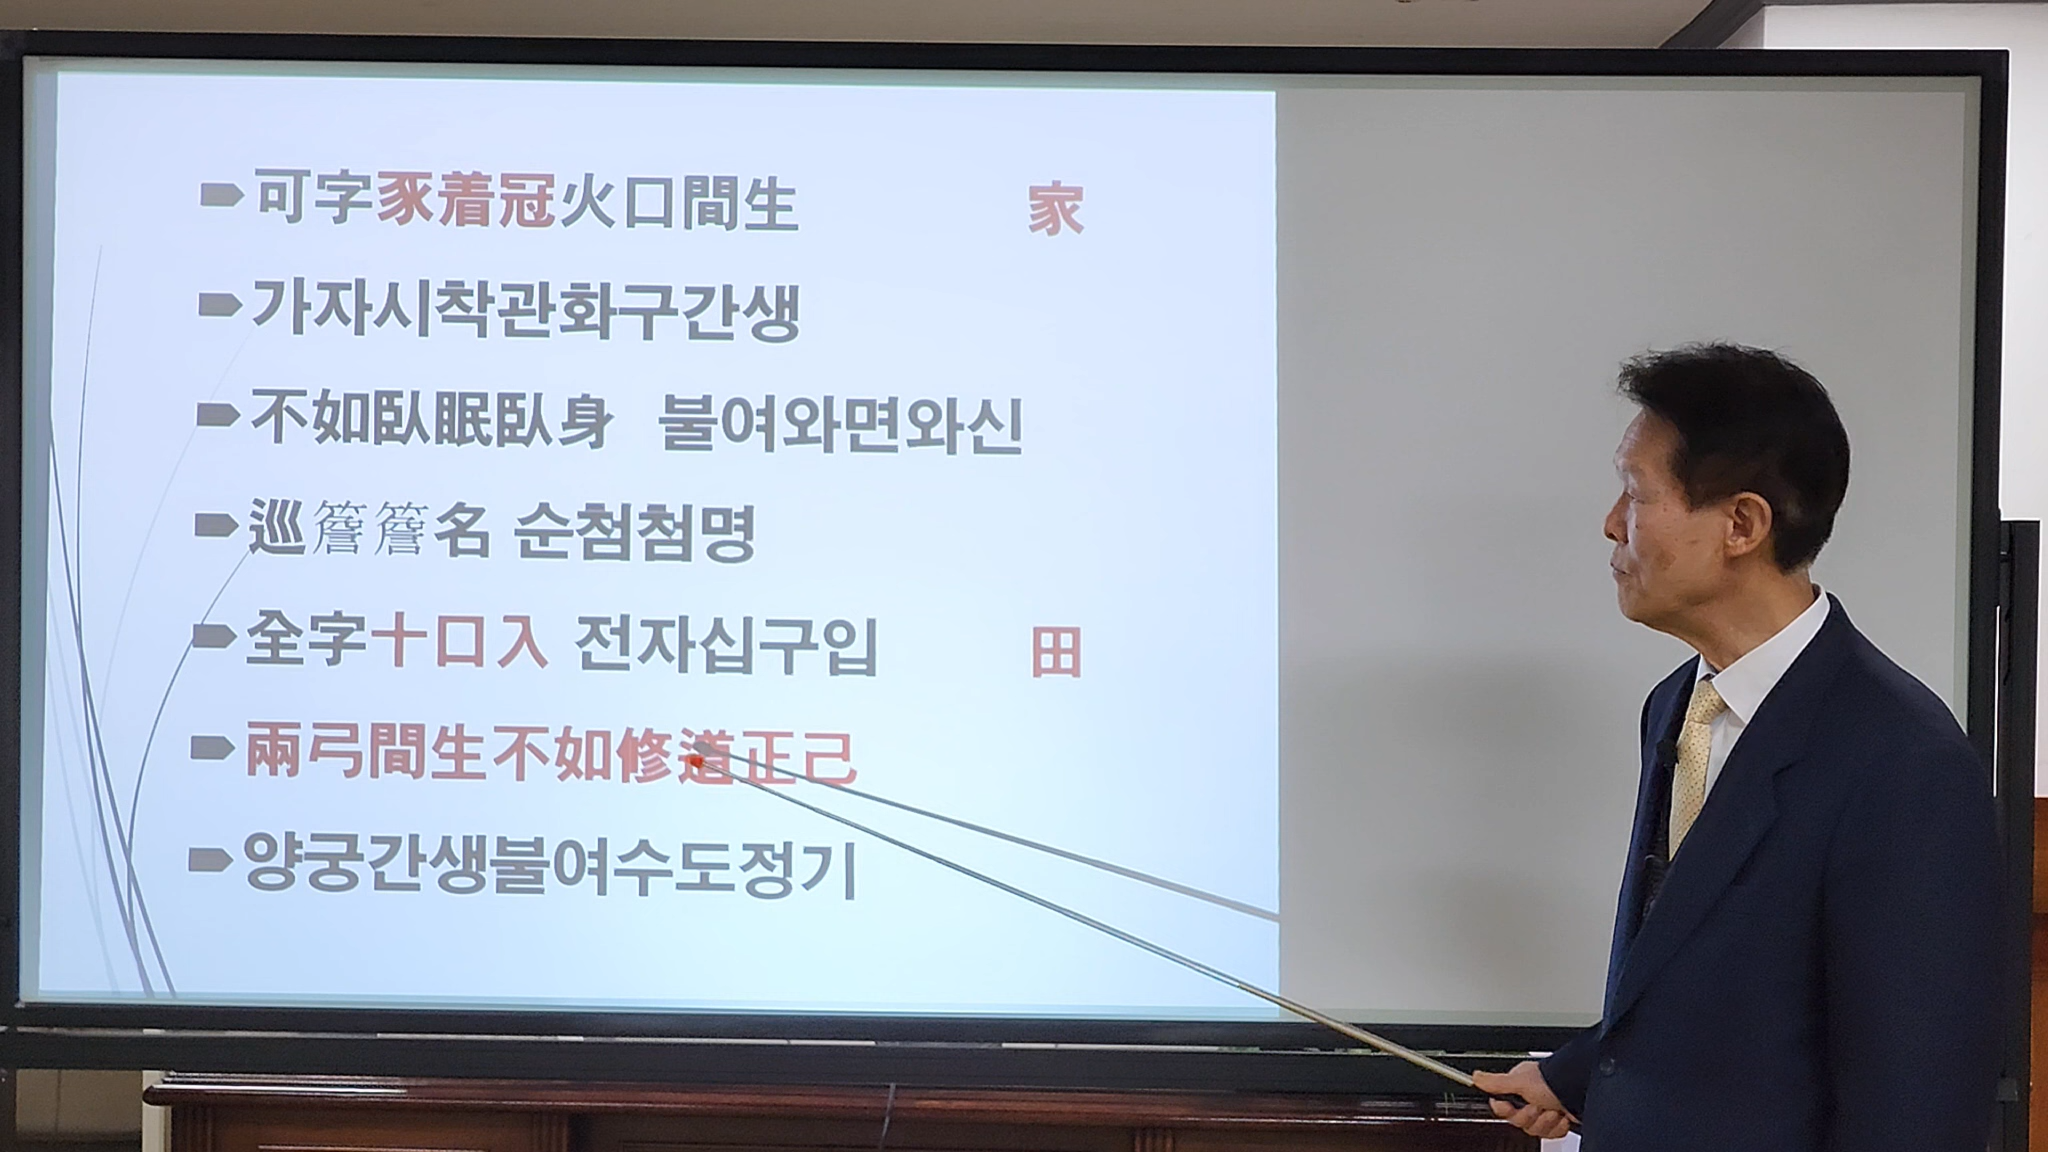 可字豕着冠火口間生 家
가자시착관화구간생
不如臥眠臥身 불여와면와신
巡簷簷名 순첨첨명
全字十口入 전자십구입 田
兩弓間生不如修道正己
양궁간생불여수도정기